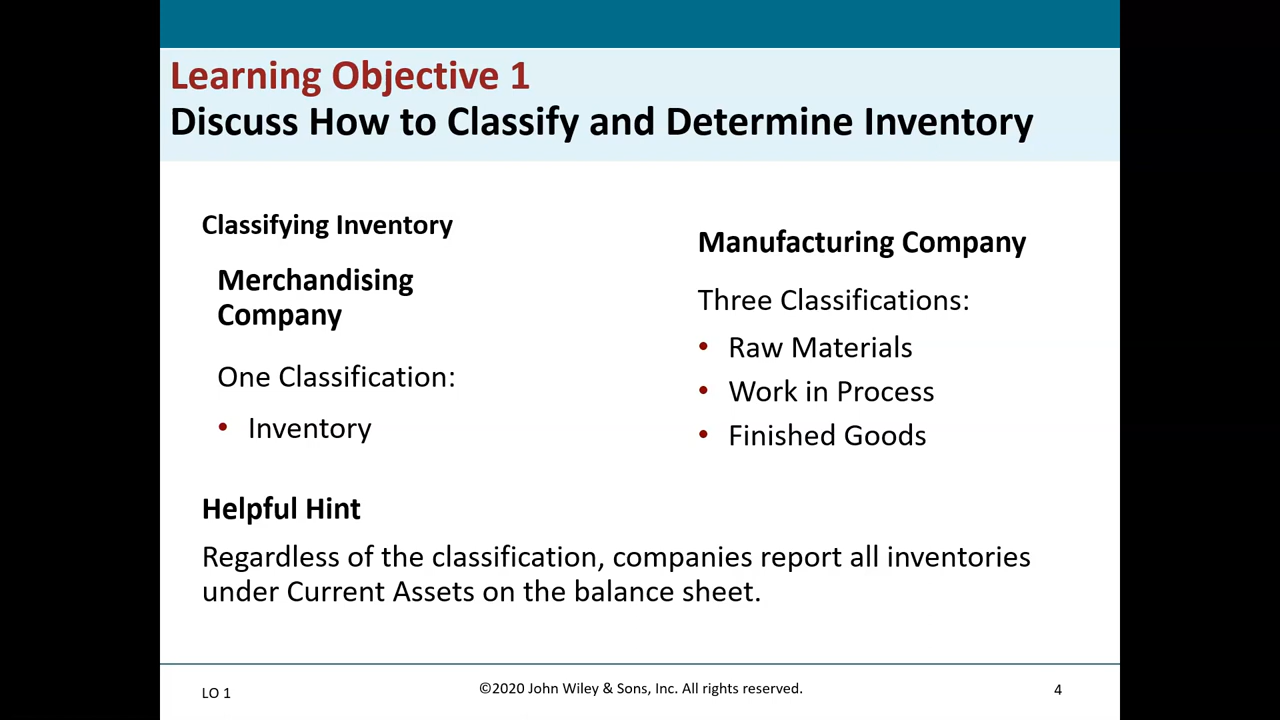 Learning Objective 1
Discuss How to Classify and Determine Inventory
Classifying Inventory
Merchandising
Company
One Classification:
• Inventory
Manufacturing Company
Three Classifications:
• Raw Materials
• Work in Process
• Finished Goods
Helpful Hint
Regardless of the classification, companies report all inventories
under Current Assets on the balance sheet.
LO 1
©2020 John Wiley & Sons, Inc. All rights reserved.
4